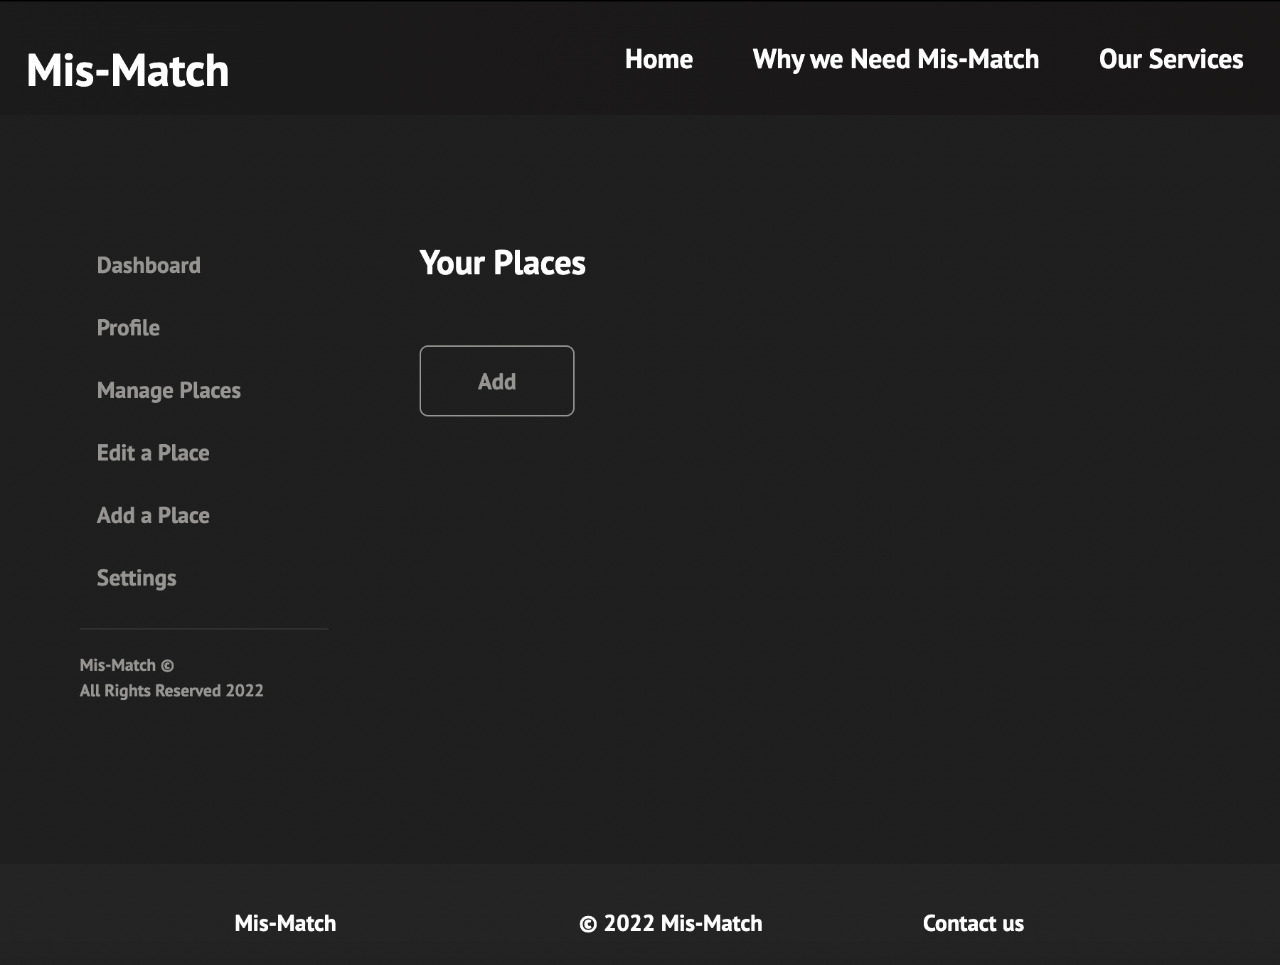 Mis-Match
Home
Why we Need Mis-Match
Our Services
Dashboard
Profile
Manage Places
Edit a Place
Add a Place
Settings
Mis-Match ©
All Rights Reserved 2022
Your Places
Add
Mis-Match
© 2022 Mis-Match
Contact us